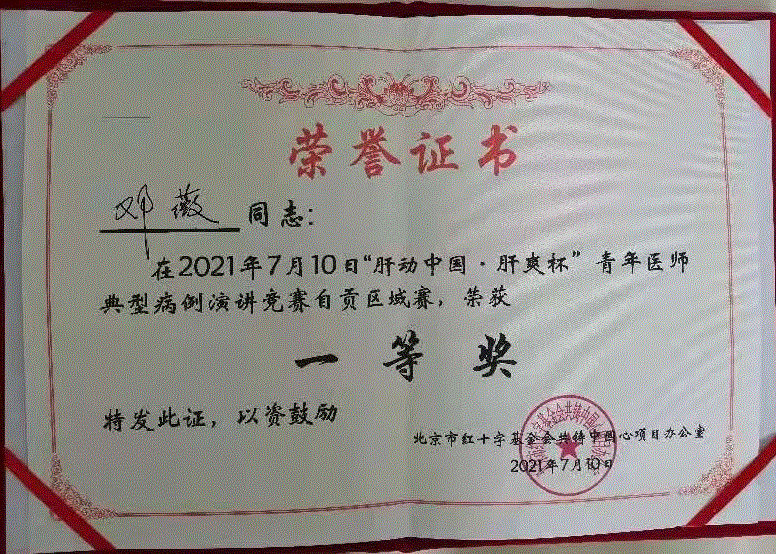 荣誉证书
邓薇 同志：
在2021年7月10日“肝动中国·肝爽杯”青年医师
典型病例演讲竞赛自贡区域赛，荣获
一等奖
特发此证，以资鼓励
北京市红十字基金会共铸中国心项目办公室
2021年7月10日